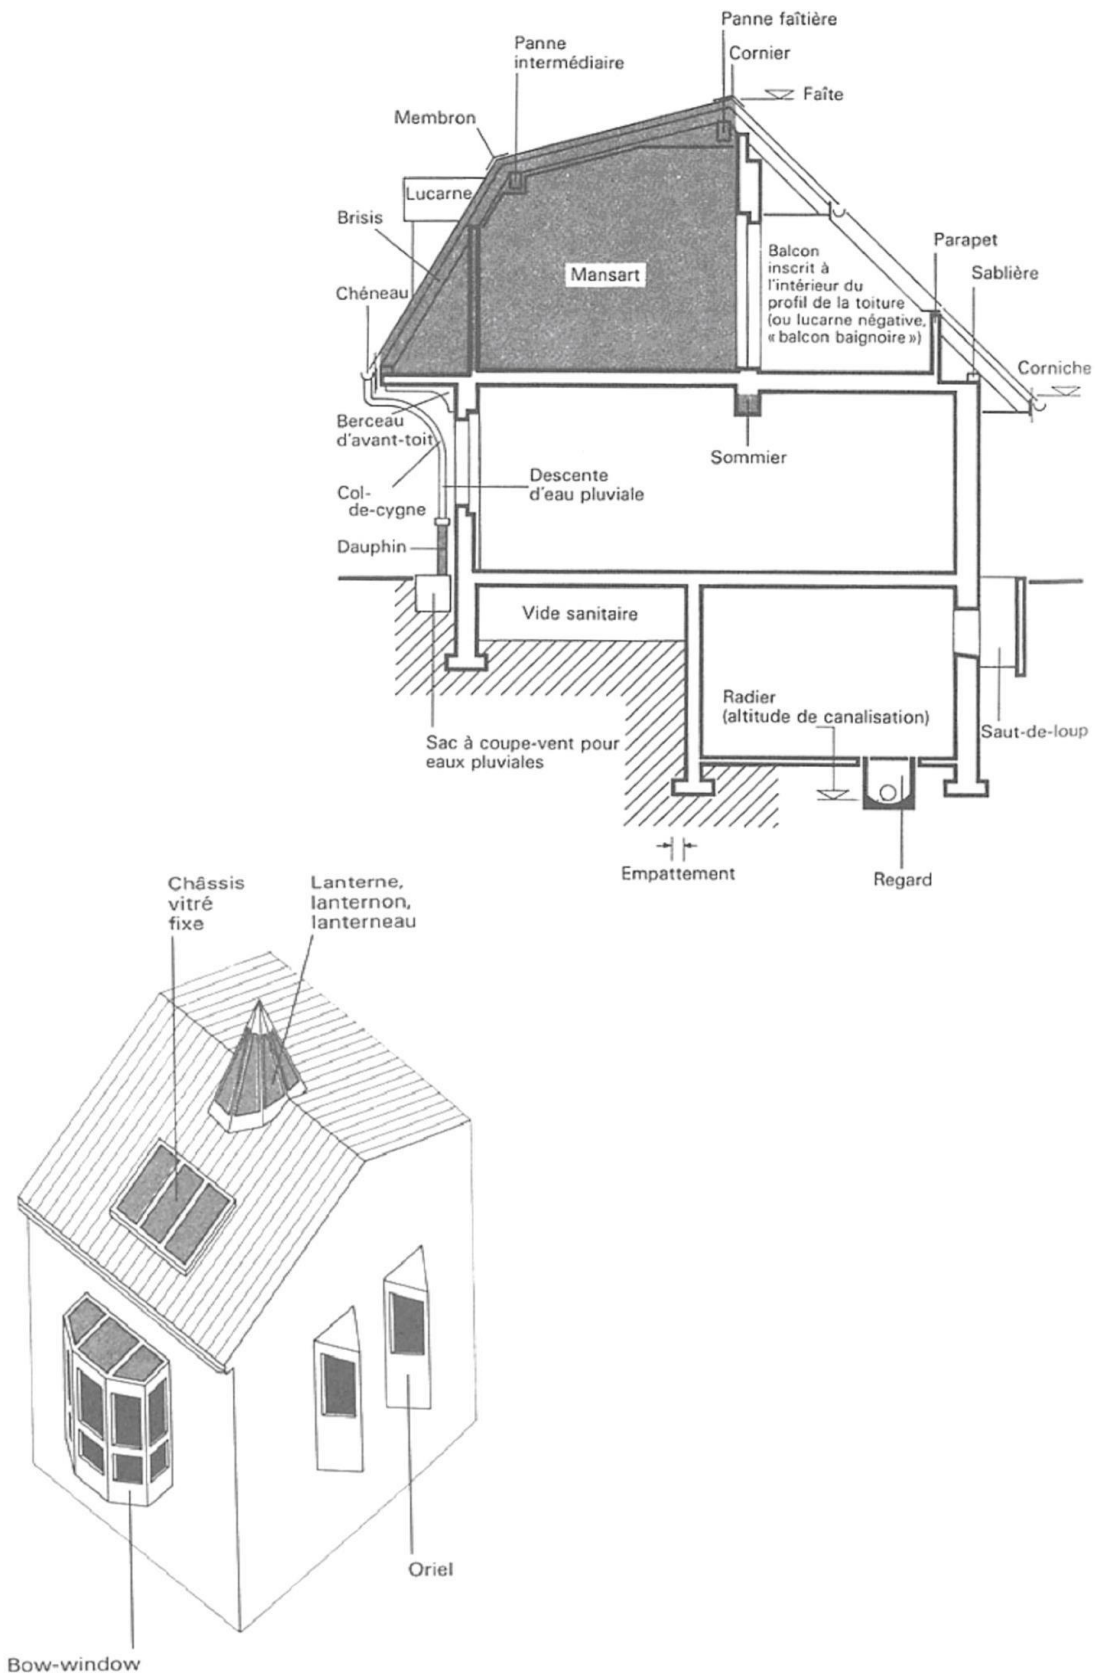 Panne faîtière
Panne
intermédiaire
Cornier
Faîte
Membron
Lucarne
Brisis
Chéneau
Mansart
Balcon
inscrit à
l'intérieur du
profil de la toiture
(ou lucarne négative,
« balcon baignoire »)
Parapet
Sablière
Corniche
Berceau
d'avant-toit
Sommier
Col-
de-cygne
Descente
d'eau pluviale
Dauphin
Vide sanitaire
Radier
(altitude de canalisation)
Saut-de-loup
Sac à coupe-vent pour
eaux pluviales
Empattement
Regard
Châssis
vitré
fixe
Lanterne,
lanternon,
lanterneau
Oriel
Bow-window